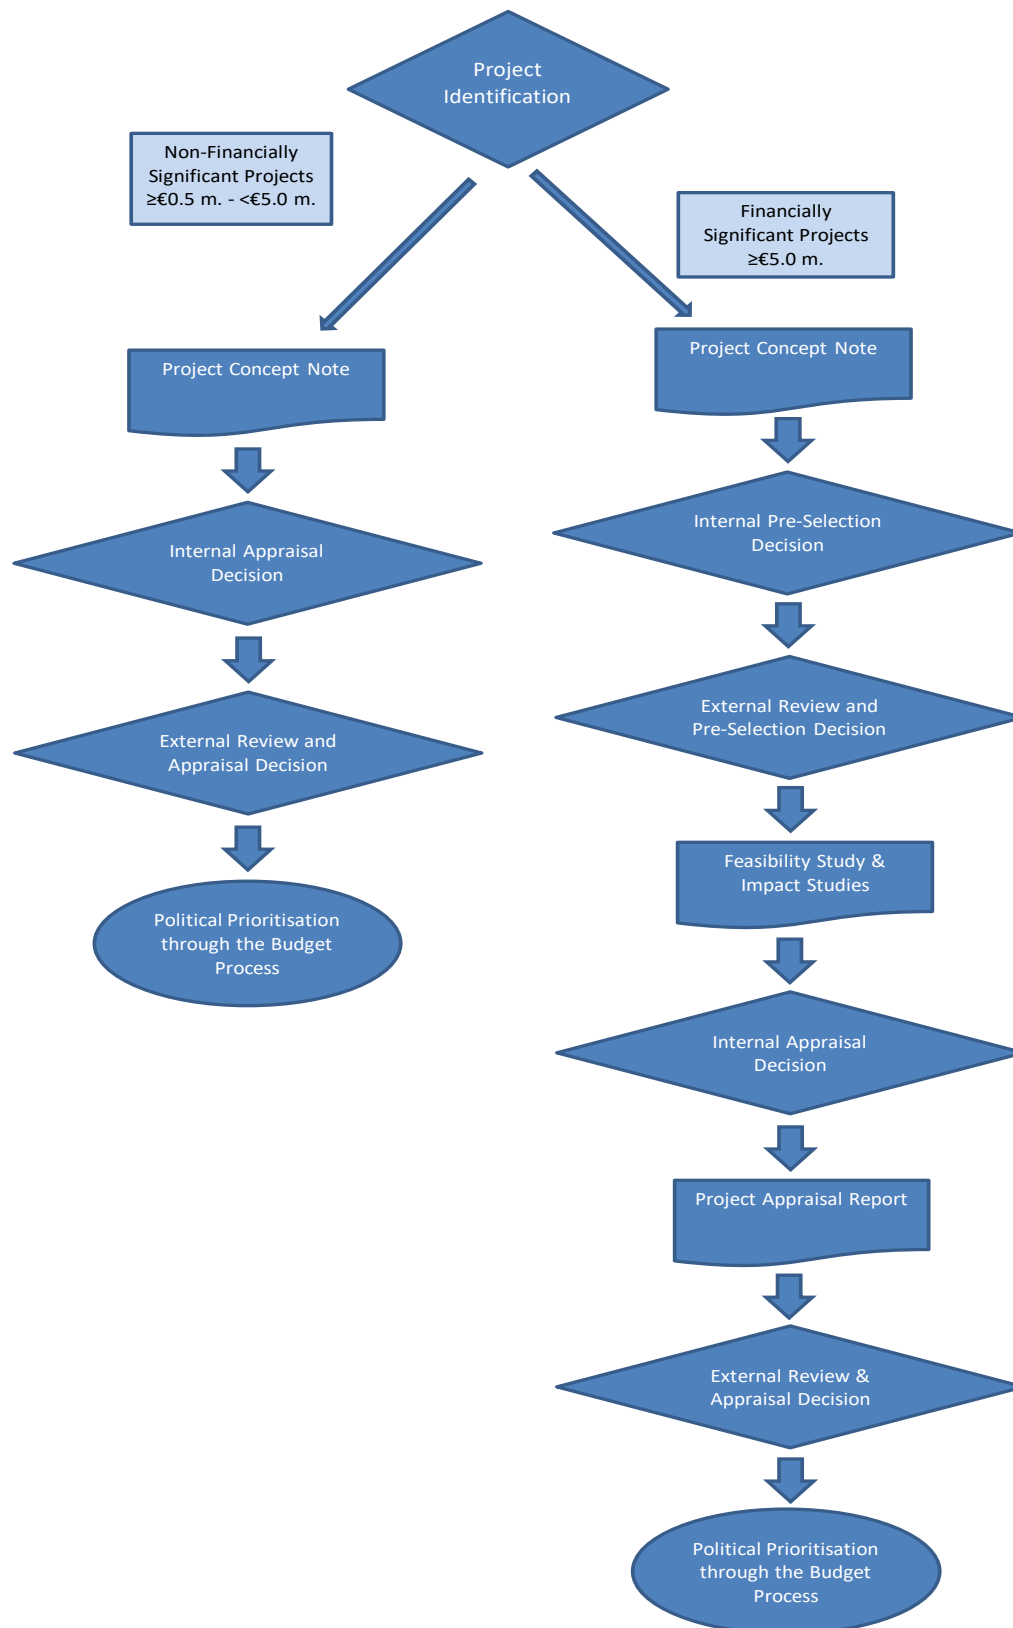 Project
Identification
Non-Financially
Significant Projects
≥€0.5 m. - <€5.0 m.
Financially
Significant Projects
≥€5.0 m.
Project Concept Note
Internal Appraisal
Decision
External Review and
Appraisal Decision
Political Prioritisation
through the Budget
Process
Project Concept Note
Internal Pre-Selection
Decision
External Review and
Pre-Selection Decision
Feasibility Study &
Impact Studies
Internal Appraisal
Decision
Project Appraisal Report
External Review &
Appraisal Decision
Political Prioritisation
through the Budget
Process